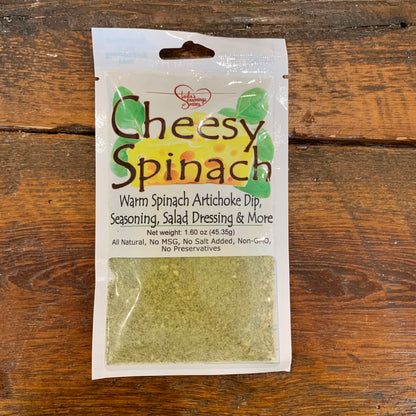 Cheesy
Spinach
Warm Spinach Artichoke Dip,
Seasoning, Salad Dressing & More
Net weight: 1.60 oz (45.35g)
All Natural, No MSG, No Salt Added, Non-GMO,
No Preservatives